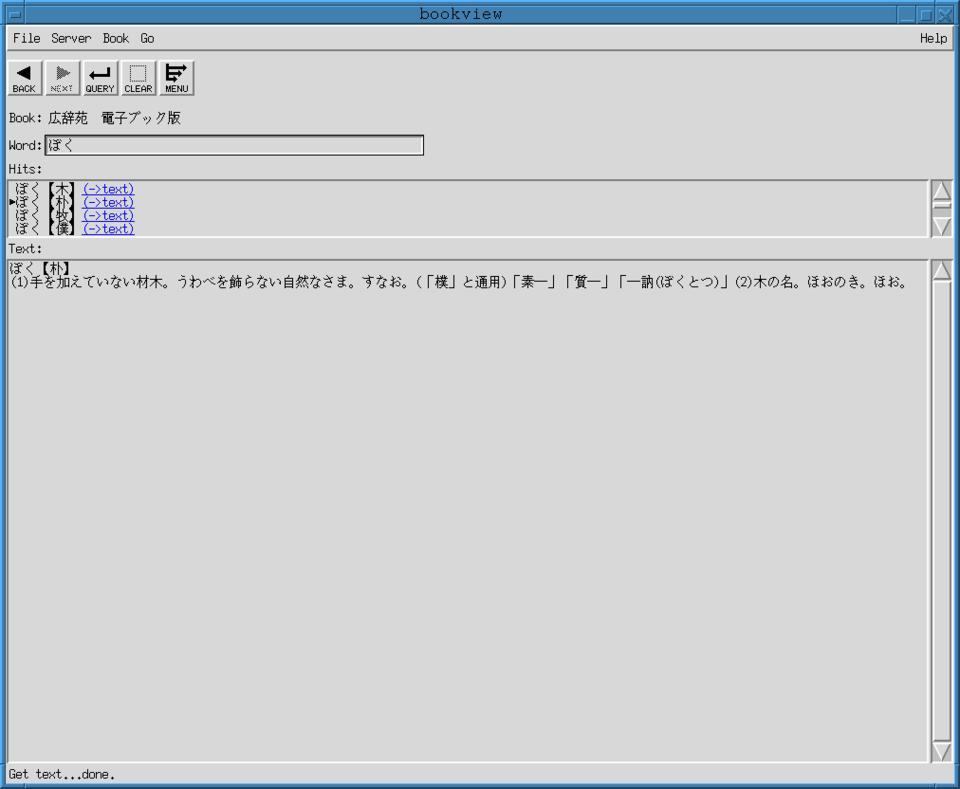 bookview
File Server Book Go Help
BACK NEXT QUERY CLEAR MENU
Book: 広辞苑　電子ブック版
Word: ぼく
Hits:
ぼく【木】 (->text)
▶ぼく【朴】 (->text)
ぼく【牧】 (->text)
ぼく【僕】 (->text)
Text:
ぼく【朴】
(1)手を加えていない材木。うわべを飾らない自然なさま。すなお。(「樸」と通用)「素―」「質―」「―訥(ぼくとつ)」(2)木の名。ほおのき。ほお。
Get text...done.